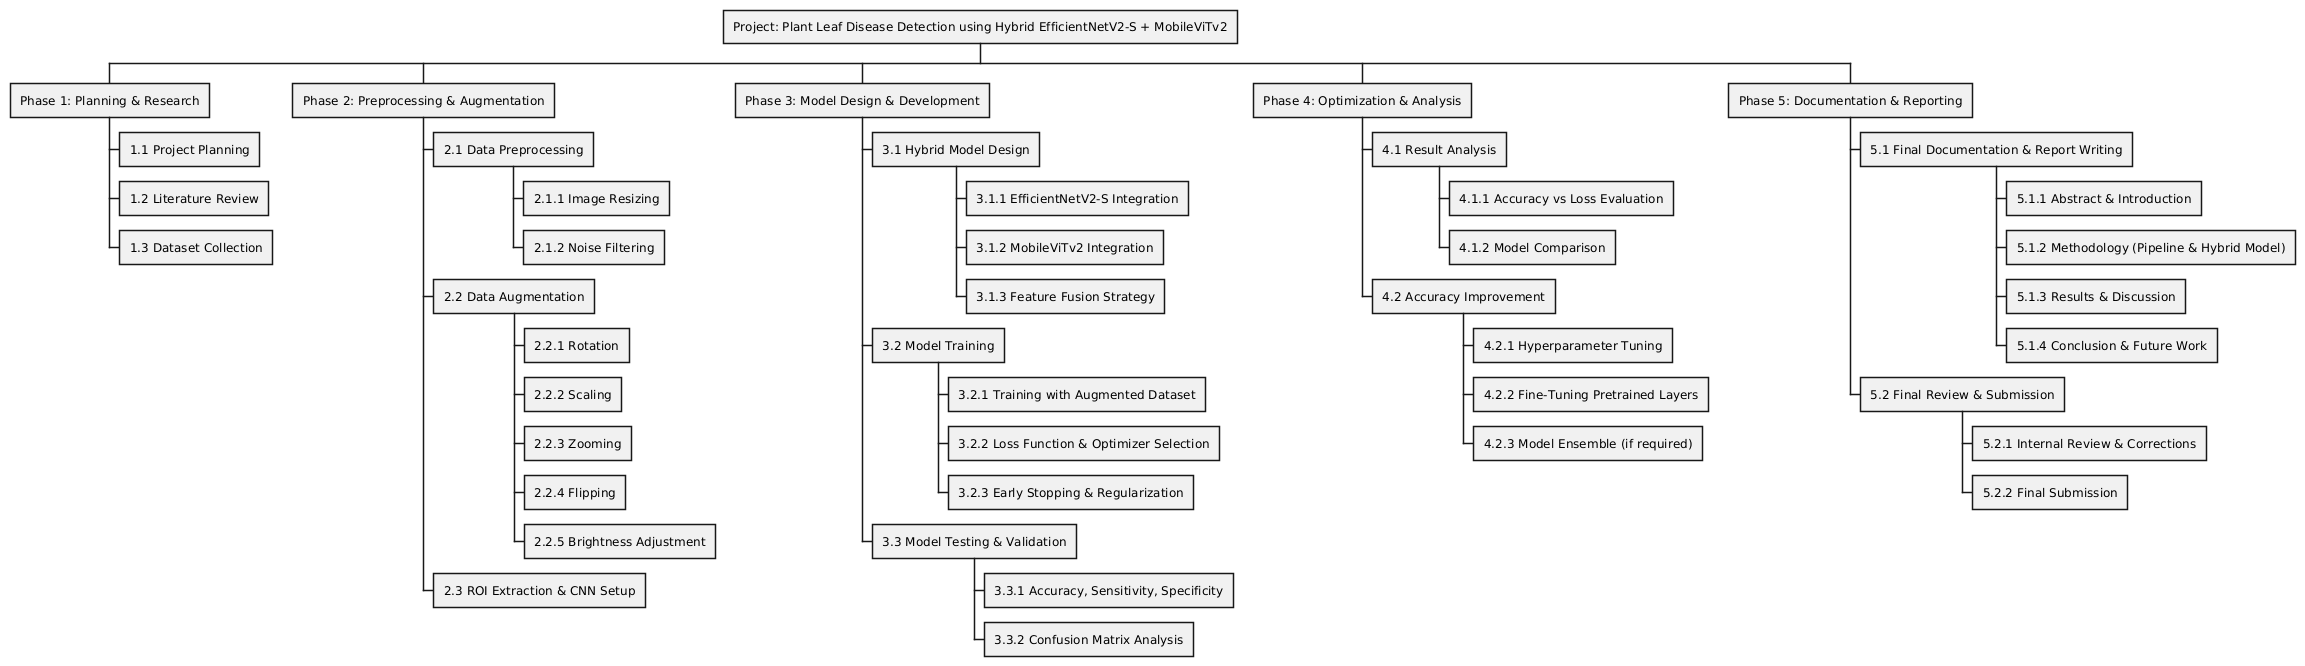 Project: Plant Leaf Disease Detection using Hybrid EfficientNetV2-S + MobileViTv2
Phase 1: Planning & Research
1.1 Project Planning
1.2 Literature Review
1.3 Dataset Collection
Phase 2: Preprocessing & Augmentation
2.1 Data Preprocessing
2.1.1 Image Resizing
2.1.2 Noise Filtering
2.2 Data Augmentation
2.2.1 Rotation
2.2.2 Scaling
2.2.3 Zooming
2.2.4 Flipping
2.2.5 Brightness Adjustment
2.3 ROI Extraction & CNN Setup
Phase 3: Model Design & Development
3.1 Hybrid Model Design
3.1.1 EfficientNetV2-S Integration
3.1.2 MobileViTv2 Integration
3.1.3 Feature Fusion Strategy
3.2 Model Training
3.2.1 Training with Augmented Dataset
3.2.2 Loss Function & Optimizer Selection
3.2.3 Early Stopping & Regularization
3.3 Model Testing & Validation
3.3.1 Accuracy, Sensitivity, Specificity
3.3.2 Confusion Matrix Analysis
Phase 4: Optimization & Analysis
4.1 Result Analysis
4.1.1 Accuracy vs Loss Evaluation
4.1.2 Model Comparison
4.2 Accuracy Improvement
4.2.1 Hyperparameter Tuning
4.2.2 Fine-Tuning Pretrained Layers
4.2.3 Model Ensemble (if required)
Phase 5: Documentation & Reporting
5.1 Final Documentation & Report Writing
5.1.1 Abstract & Introduction
5.1.2 Methodology (Pipeline & Hybrid Model)
5.1.3 Results & Discussion
5.1.4 Conclusion & Future Work
5.2 Final Review & Submission
5.2.1 Internal Review & Corrections
5.2.2 Final Submission